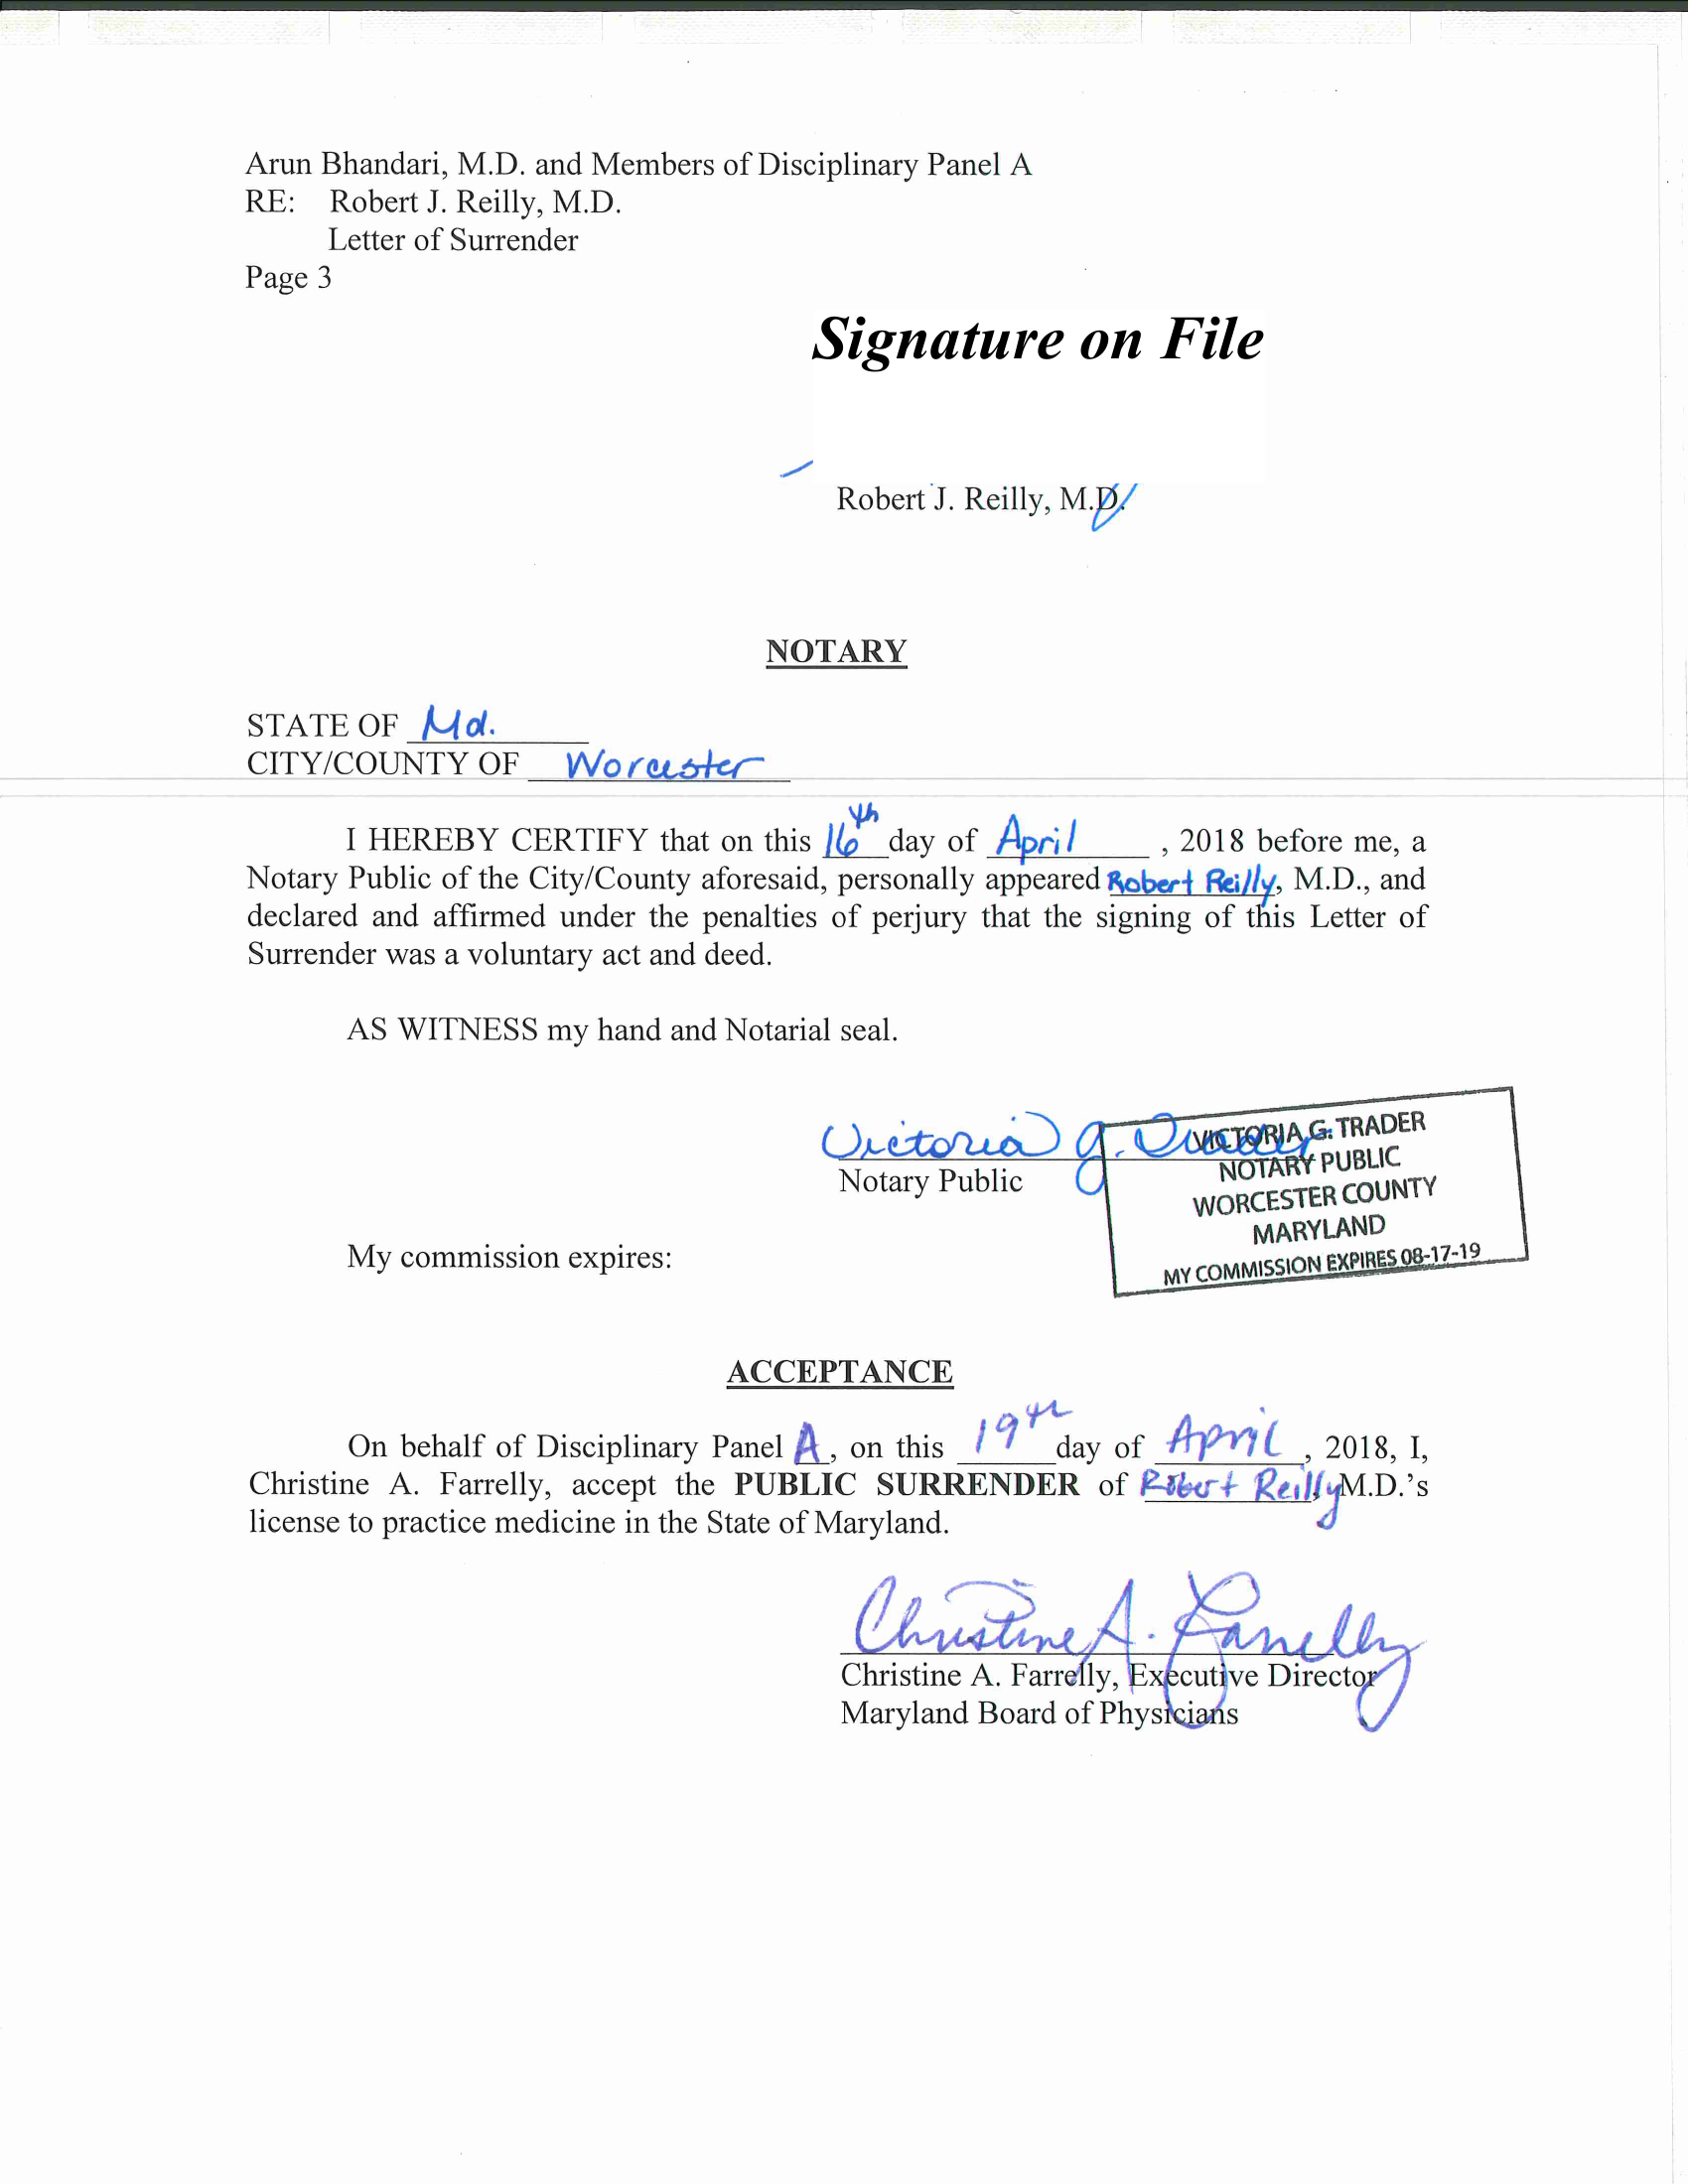 Arun Bhandari, M.D. and Members of Disciplinary Panel A
RE: Robert J. Reilly, M.D.
Letter of Surrender
Page 3
Signature on File
Robert J. Reilly, M.D.
NOTARY
STATE OF Md.
CITY/COUNTY OF Worcester
I HEREBY CERTIFY that on this 16th day of April , 2018 before me, a
Notary Public of the City/County aforesaid, personally appeared Robert Reilly, M.D., and
declared and affirmed under the penalties of perjury that the signing of this Letter of
Surrender was a voluntary act and deed.
AS WITNESS my hand and Notarial seal.
Victoria G. Trader
Notary Public
VICTORIA G. TRADER
NOTARY PUBLIC
WORCESTER COUNTY
MARYLAND
MY COMMISSION EXPIRES 08-17-19
My commission expires:
ACCEPTANCE
On behalf of Disciplinary Panel A, on this 19th day of April, 2018, I,
Christine A. Farrelly, accept the PUBLIC SURRENDER of Robert Reilly, M.D.'s
license to practice medicine in the State of Maryland.
Christine A. Farrelly
Christine A. Farrelly, Executive Director
Maryland Board of Physicians